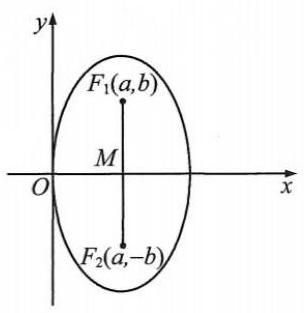 y
F₁(a,b)
M
O
x
F₂(a,-b)